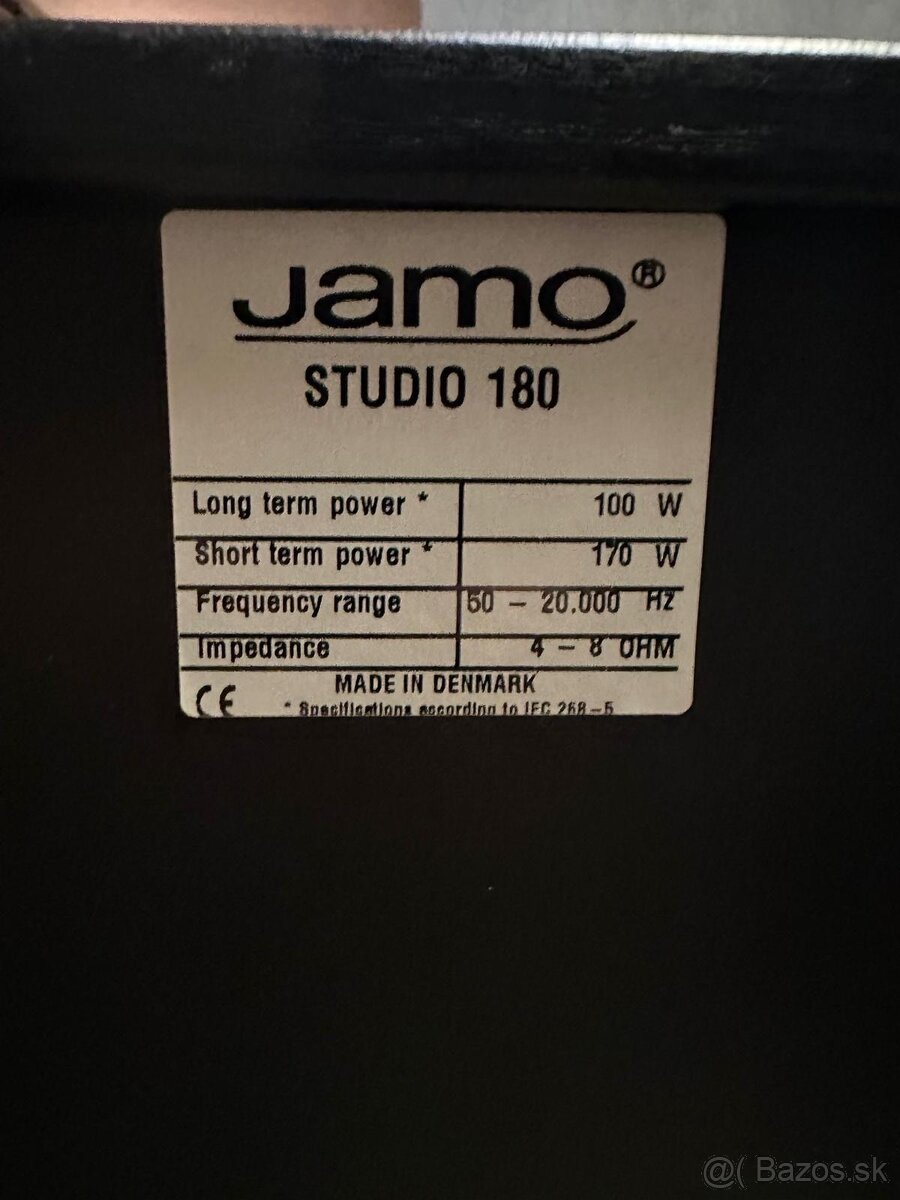 Jamo®
STUDIO 180
Long term power * 100 W
Short term power * 170 W
Frequency range 50 – 20.000 Hz
Impedance 4 – 8 OHM
MADE IN DENMARK
CE * Specifications according to IEC 268–5
@( Bazos.sk